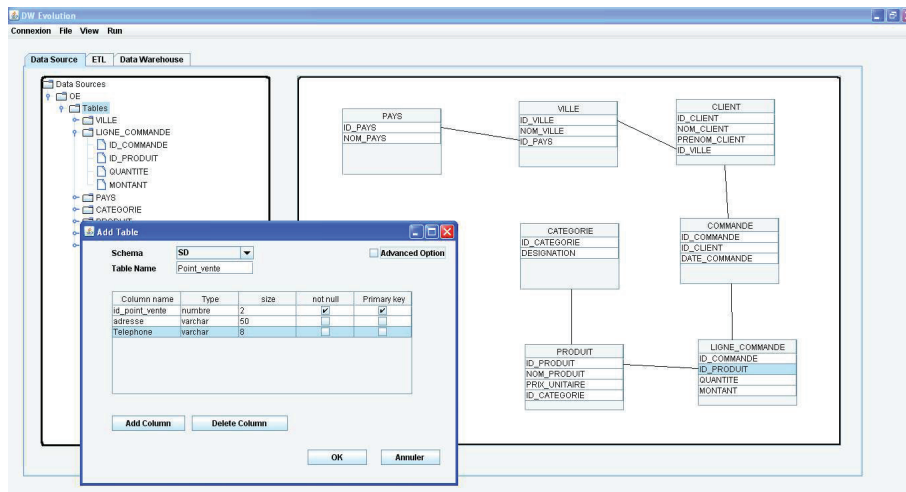 DW Evolution
Connexion File View Run
Data Source ETL Data Warehouse
Data Sources
OE
Tables
VILLE
LIGNE_COMMANDE
ID_COMMANDE
ID_PRODUIT
QUANTITE
MONTANT
PAYS
CATEGORIE
PRODUIT
PAYS
ID_PAYS
NOM_PAYS
VILLE
ID_VILLE
NOM_VILLE
ID_PAYS
CLIENT
ID_CLIENT
NOM_CLIENT
PRENOM_CLIENT
ID_VILLE
CATEGORIE
ID_CATEGORIE
DESIGNATION
COMMANDE
ID_COMMANDE
ID_CLIENT
DATE_COMMANDE
PRODUIT
ID_PRODUIT
NOM_PRODUIT
PRIX_UNITAIRE
ID_CATEGORIE
LIGNE_COMMANDE
ID_COMMANDE
ID_PRODUIT
QUANTITE
MONTANT
Add Table
Schema SD Advanced Option
Table Name Point_vente
Column name Type size not null Primary key
id_point_vente numbre 2
adresse varchar 50
Telephone varchar 8
Add Column Delete Column
OK Annuler